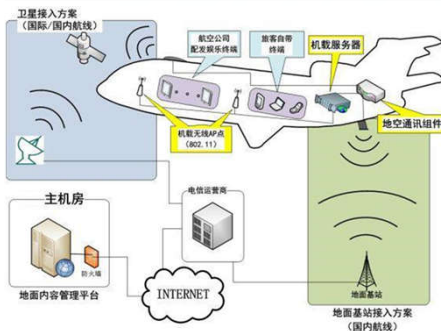 卫星接入方案
（国际/国内航线）
航空公司
配发娱乐终端
旅客自带
终端
机载服务器
机载无线AP点
（802.11）
地空通讯组件
主机房
防火墙
地面内容管理平台
电信运营商
INTERNET
地面基站
地面基站接入方案
（国内航线）